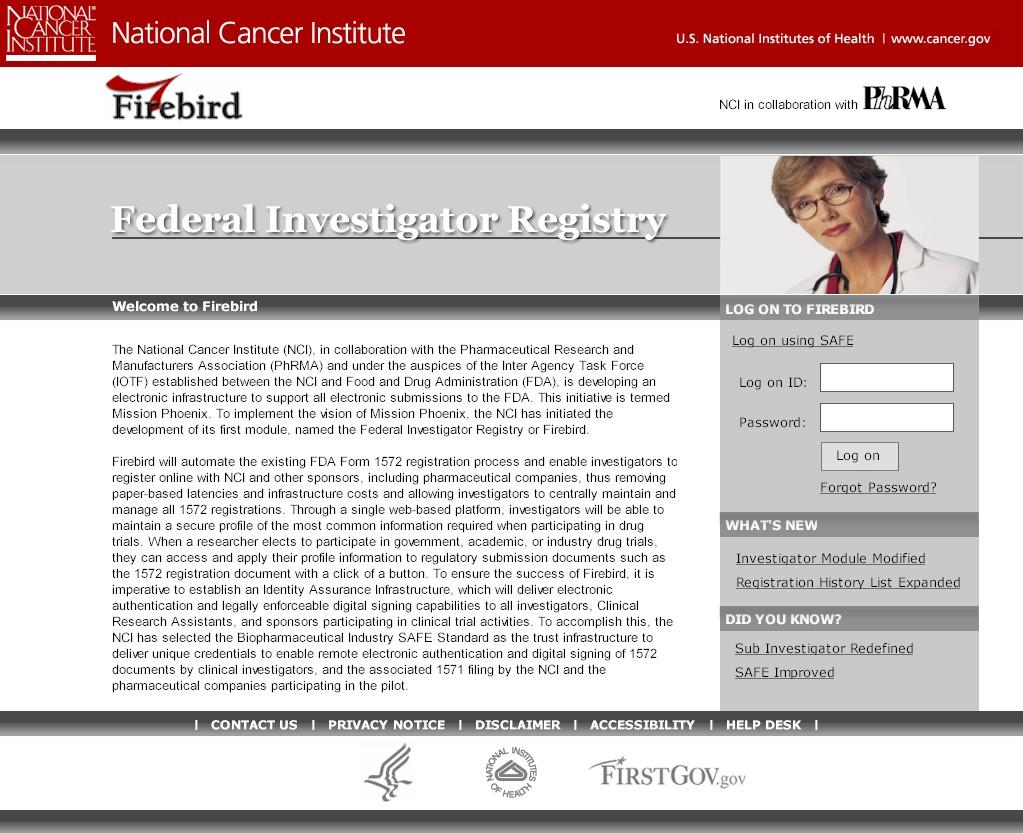 NATIONAL
CANCER
INSTITUTE
National Cancer Institute
U.S. National Institutes of Health | www.cancer.gov
Firebird
NCI in collaboration with PhRMA
Federal Investigator Registry
Welcome to Firebird
The National Cancer Institute (NCI), in collaboration with the Pharmaceutical Research and
Manufacturers Association (PhRMA) and under the auspices of the Inter Agency Task Force
(IOTF) established between the NCI and Food and Drug Administration (FDA), is developing an
electronic infrastructure to support all electronic submissions to the FDA. This initiative is termed
Mission Phoenix. To implement the vision of Mission Phoenix, the NCI has initiated the
development of its first module, named the Federal Investigator Registry or Firebird.
Firebird will automate the existing FDA Form 1572 registration process and enable investigators to
register online with NCI and other sponsors, including pharmaceutical companies, thus removing
paper-based latencies and infrastructure costs and allowing investigators to centrally maintain and
manage all 1572 registrations. Through a single web-based platform, investigators will be able to
maintain a secure profile of the most common information required when participating in drug
trials. When a researcher elects to participate in government, academic, or industry drug trials,
they can access and apply their profile information to regulatory submission documents such as
the 1572 registration document with a click of a button. To ensure the success of Firebird, it is
imperative to establish an Identity Assurance Infrastructure, which will deliver electronic
authentication and legally enforceable digital signing capabilities to all investigators, Clinical
Research Assistants, and sponsors participating in clinical trial activities. To accomplish this, the
NCI has selected the Biopharmaceutical Industry SAFE Standard as the trust infrastructure to
deliver unique credentials to enable remote electronic authentication and digital signing of 1572
documents by clinical investigators, and the associated 1571 filing by the NCI and the
pharmaceutical companies participating in the pilot.
LOG ON TO FIREBIRD
Log on using SAFE
Log on ID:
Password:
Log on
Forgot Password?
WHAT'S NEW
Investigator Module Modified
Registration History List Expanded
DID YOU KNOW?
Sub Investigator Redefined
SAFE Improved
| CONTACT US | PRIVACY NOTICE | DISCLAIMER | ACCESSIBILITY | HELP DESK |
NATIONAL INSTITUTES OF HEALTH
FIRSTGOV.gov